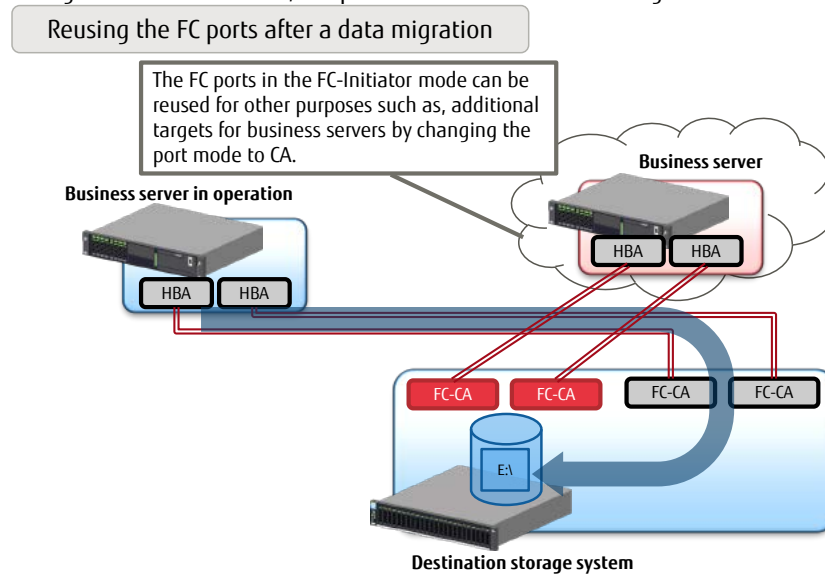 Reusing the FC ports after a data migration
The FC ports in the FC-Initiator mode can be
reused for other purposes such as, additional
targets for business servers by changing the
port mode to CA.
Business server
Business server in operation
HBA HBA
HBA HBA
FC-CA FC-CA FC-CA FC-CA
E:\
Destination storage system